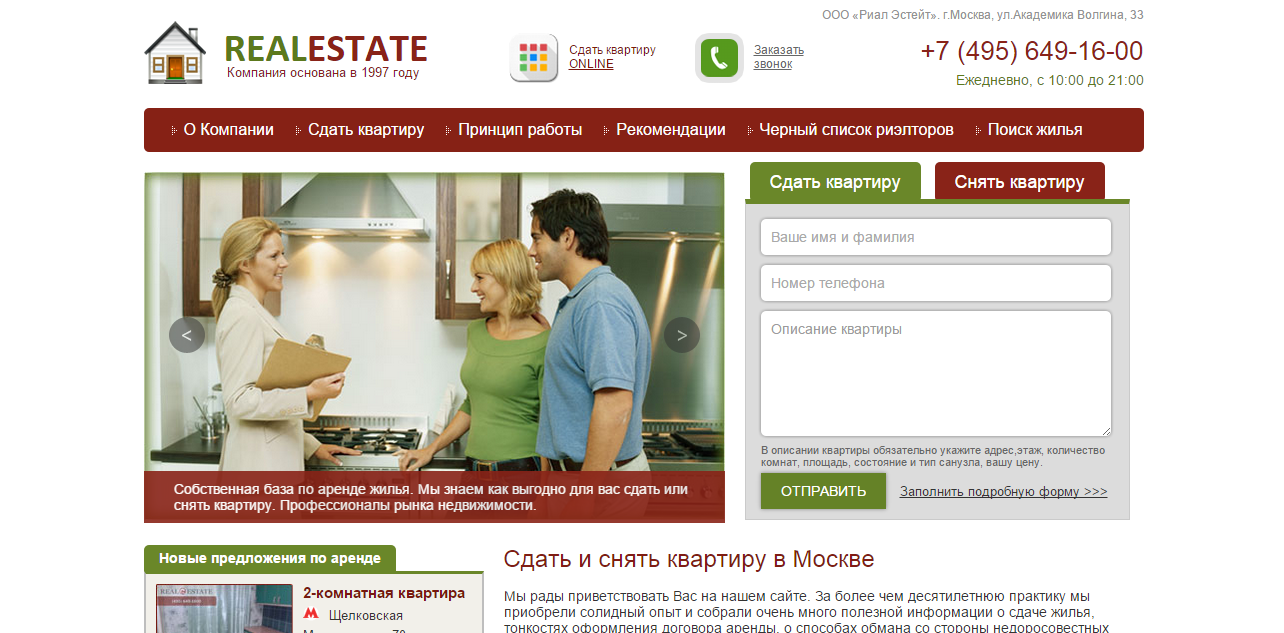 ООО «Риал Эстейт». г.Москва, ул.Академика Волгина, 33
REALESTATE
Компания основана в 1997 году
Сдать квартиру
ONLINE
Заказать
звонок
+7 (495) 649-16-00
Ежедневно, с 10:00 до 21:00
О Компании
Сдать квартиру
Принцип работы
Рекомендации
Черный список риэлторов
Поиск жилья
<
>
Собственная база по аренде жилья. Мы знаем как выгодно для вас сдать или
снять квартиру. Профессионалы рынка недвижимости.
Сдать квартиру
Снять квартиру
Ваше имя и фамилия
Номер телефона
Описание квартиры
В описании квартиры обязательно укажите адрес,этаж, количество
комнат, площадь, состояние и тип санузла, вашу цену.
ОТПРАВИТЬ
Заполнить подробную форму >>>
Новые предложения по аренде
REAL ESTATE
2-комнатная квартира
Щелковская
Сдать и снять квартиру в Москве
Мы рады приветствовать Вас на нашем сайте. За более чем десятилетнюю практику мы
приобрели солидный опыт и собрали очень много полезной информации о сдаче жилья,
тонкостях оформления договора аренды, о способах обмана со стороны недоросовестных